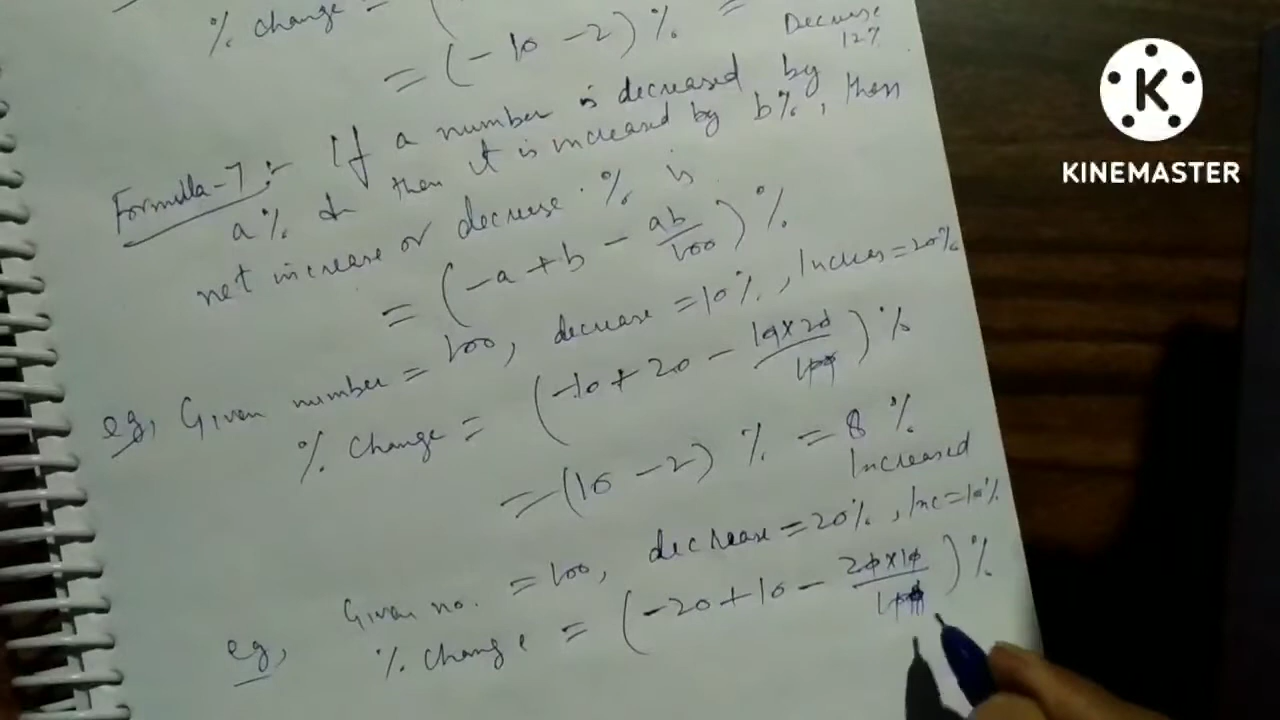 % change = (
= (-10 -2) % =
Decrease
12%
Formula-7 :- If a number is decreased by
a% & then it is increased by b%, then
net increase or decrease % is
= (-a + b - ab/100) %
eg, Given number = 100, decrease = 10%, Increas = 20%
% Change = (-10 + 20 - 10×20/100) %
= (10 - 2) % = 8 %
Increased
Given no. = 100, decrease = 20%, Inc = 10%
eg, % Change = (-20 + 10 - 20×10/100) %
K
KINEMASTER